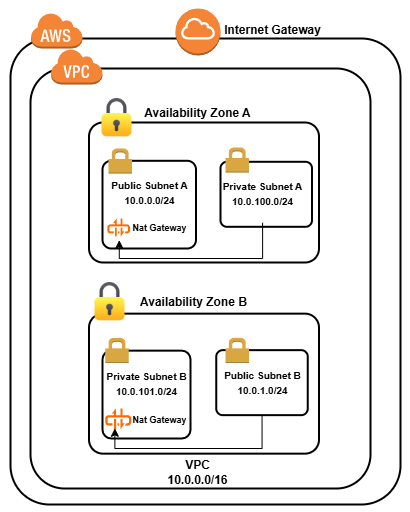 AWS
Internet Gateway
VPC
Availability Zone A
Public Subnet A
10.0.0.0/24
Nat Gateway
Private Subnet A
10.0.100.0/24
Availability Zone B
Private Subnet B
10.0.101.0/24
Nat Gateway
Public Subnet B
10.0.1.0/24
VPC
10.0.0.0/16